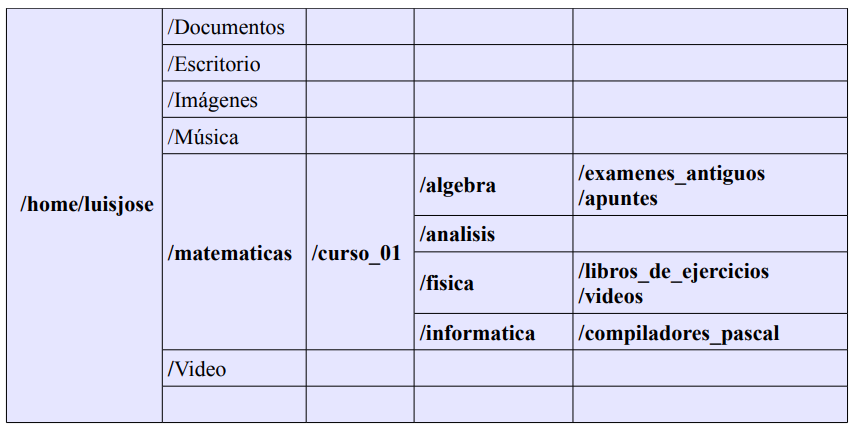 /Documentos
/Escritorio
/Imágenes
/Música
/home/luisjose
/matematicas
/curso_01
/algebra
/examenes_antiguos
/apuntes
/analisis
/fisica
/libros_de_ejercicios
/videos
/informatica
/compiladores_pascal
/Video